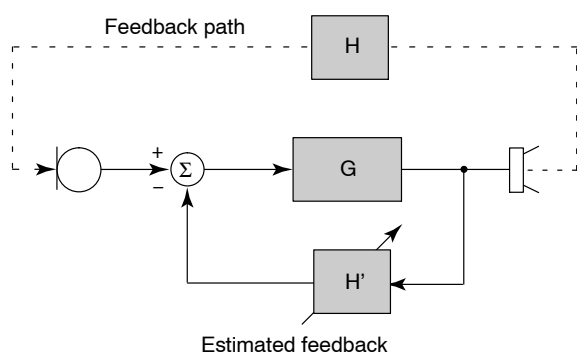 Feedback path
H
+
Σ
−
G
H'
Estimated feedback